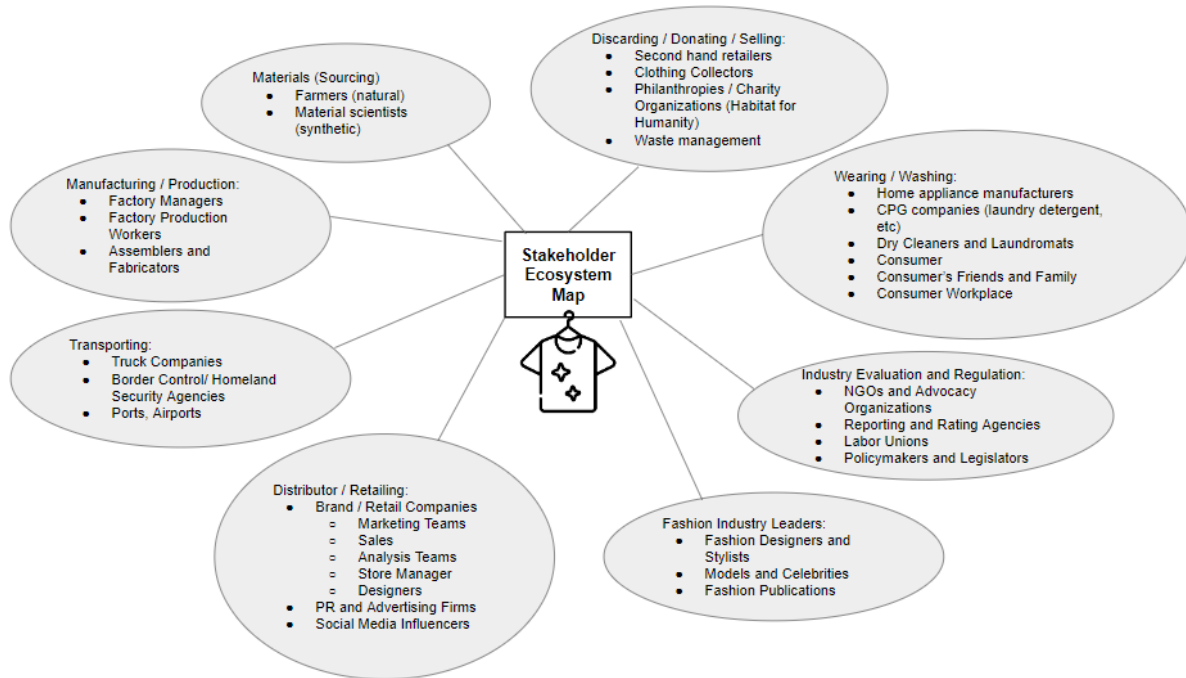 Discarding / Donating / Selling:
● Second hand retailers
● Clothing Collectors
● Philanthropies / Charity
Organizations (Habitat for
Humanity)
● Waste management
Materials (Sourcing)
● Farmers (natural)
● Material scientists
(synthetic)
Manufacturing / Production:
● Factory Managers
● Factory Production
Workers
● Assemblers and
Fabricators
Wearing / Washing:
● Home appliance manufacturers
● CPG companies (laundry detergent,
etc)
● Dry Cleaners and Laundromats
● Consumer
● Consumer's Friends and Family
● Consumer Workplace
Stakeholder
Ecosystem
Map
Transporting:
● Truck Companies
● Border Control/ Homeland
Security Agencies
● Ports, Airports
Industry Evaluation and Regulation:
● NGOs and Advocacy
Organizations
● Reporting and Rating Agencies
● Labor Unions
● Policymakers and Legislators
Distributor / Retailing:
● Brand / Retail Companies
○ Marketing Teams
○ Sales
○ Analysis Teams
○ Store Manager
○ Designers
● PR and Advertising Firms
● Social Media Influencers
Fashion Industry Leaders:
● Fashion Designers and
Stylists
● Models and Celebrities
● Fashion Publications